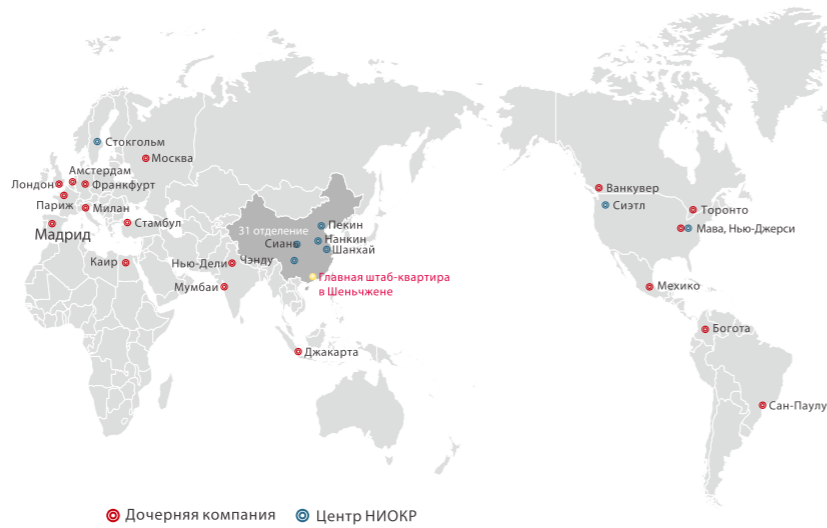 Стокгольм
Москва
Амстердам
Лондон
Франкфурт
Париж
Милан
Мадрид
Стамбул
Каир
Нью-Дели
Мумбаи
31 отделение
Пекин
Сиань
Нанкин
Шанхай
Чэнду
Главная штаб-квартира
в Шеньчжене
Джакарта
Ванкувер
Сиэтл
Торонто
Мава, Нью-Джерси
Мехико
Богота
Сан-Паулу
Дочерняя компания
Центр НИОКР